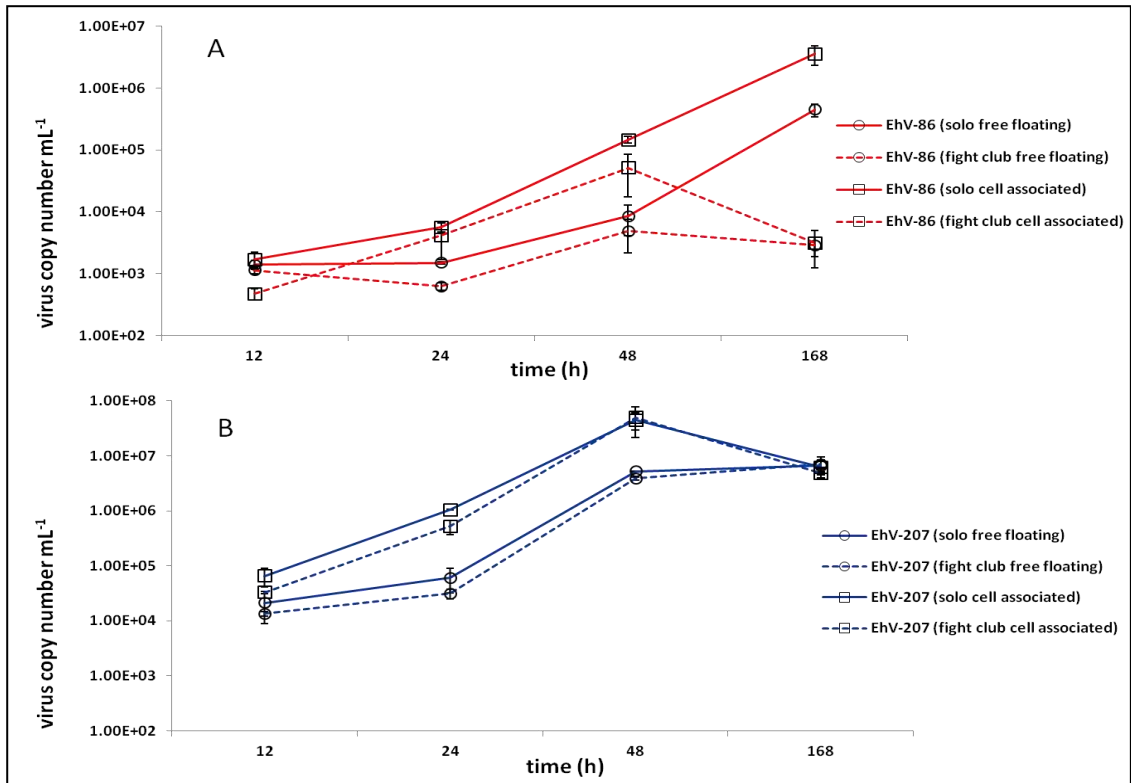 A
virus copy number mL-1
1.00E+07
1.00E+06
1.00E+05
1.00E+04
1.00E+03
1.00E+02
12 24 48 168
time (h)
EhV-86 (solo free floating)
EhV-86 (fight club free floating)
EhV-86 (solo cell associated)
EhV-86 (fight club cell associated)
B
virus copy number mL-1
1.00E+08
1.00E+07
1.00E+06
1.00E+05
1.00E+04
1.00E+03
1.00E+02
12 24 48 168
time (h)
EhV-207 (solo free floating)
EhV-207 (fight club free floating)
EhV-207 (solo cell associated)
EhV-207 (fight club cell associated)